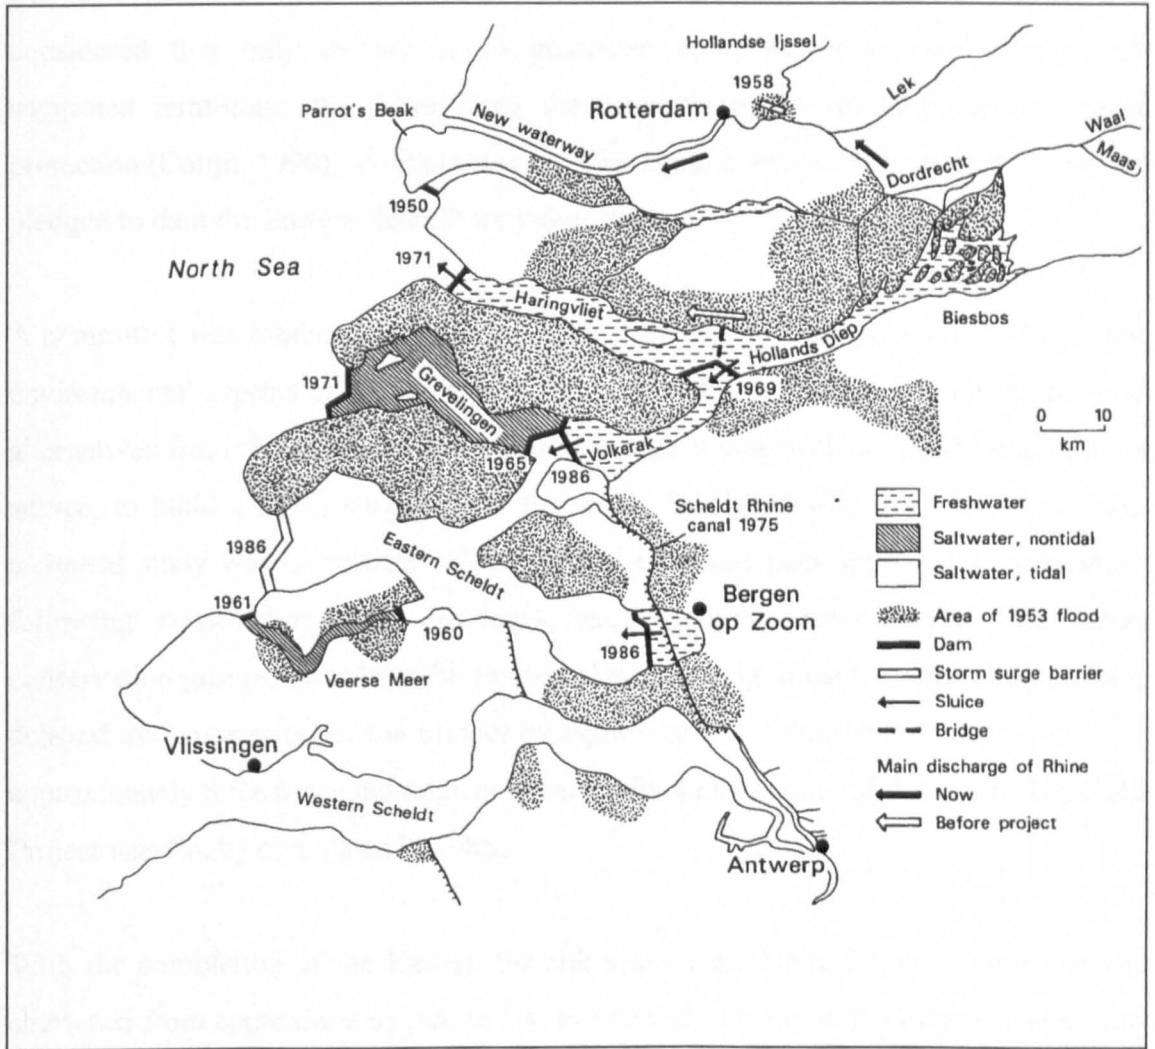 Hollandse Ijssel
1958
Parrot's Beak
Rotterdam
Lek
New waterway
Waal
Maas
Dordrecht
1950
North Sea
1971
Haringvliet
Biesbos
Hollands Diep
1971
Grevelingen
1969
0 10
km
1965
Volkerak
1986
Scheldt Rhine
canal 1975
1986
Eastern Scheldt
1961
1960
Bergen
op Zoom
1986
Veerse Meer
Vlissingen
Western Scheldt
Antwerp
Freshwater
Saltwater, nontidal
Saltwater, tidal
Area of 1953 flood
Dam
Storm surge barrier
Sluice
Bridge
Main discharge of Rhine
Now
Before project